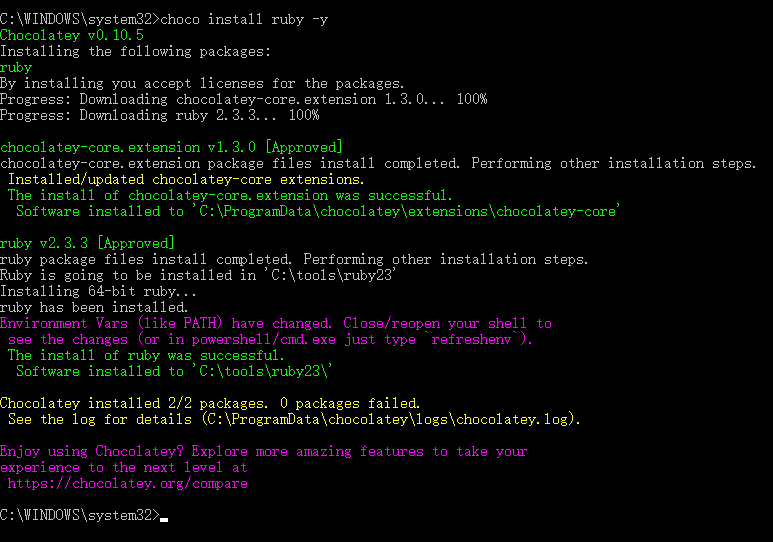 C:\WINDOWS\system32>choco install ruby -y
Chocolatey v0.10.5
Installing the following packages:
ruby
By installing you accept licenses for the packages.
Progress: Downloading chocolatey-core.extension 1.3.0... 100%
Progress: Downloading ruby 2.3.3... 100%

chocolatey-core.extension v1.3.0 [Approved]
chocolatey-core.extension package files install completed. Performing other installation steps.
 Installed/updated chocolatey-core extensions.
 The install of chocolatey-core.extension was successful.
  Software installed to 'C:\ProgramData\chocolatey\extensions\chocolatey-core'

ruby v2.3.3 [Approved]
ruby package files install completed. Performing other installation steps.
Ruby is going to be installed in 'C:\tools\ruby23'
Installing 64-bit ruby...
ruby has been installed.
Environment Vars (like PATH) have changed. Close/reopen your shell to
 see the changes (or in powershell/cmd.exe just type `refreshenv`).
 The install of ruby was successful.
  Software installed to 'C:\tools\ruby23\'

Chocolatey installed 2/2 packages. 0 packages failed.
 See the log for details (C:\ProgramData\chocolatey\logs\chocolatey.log).

Enjoy using Chocolatey? Explore more amazing features to take your
experience to the next level at
 https://chocolatey.org/compare

C:\WINDOWS\system32>